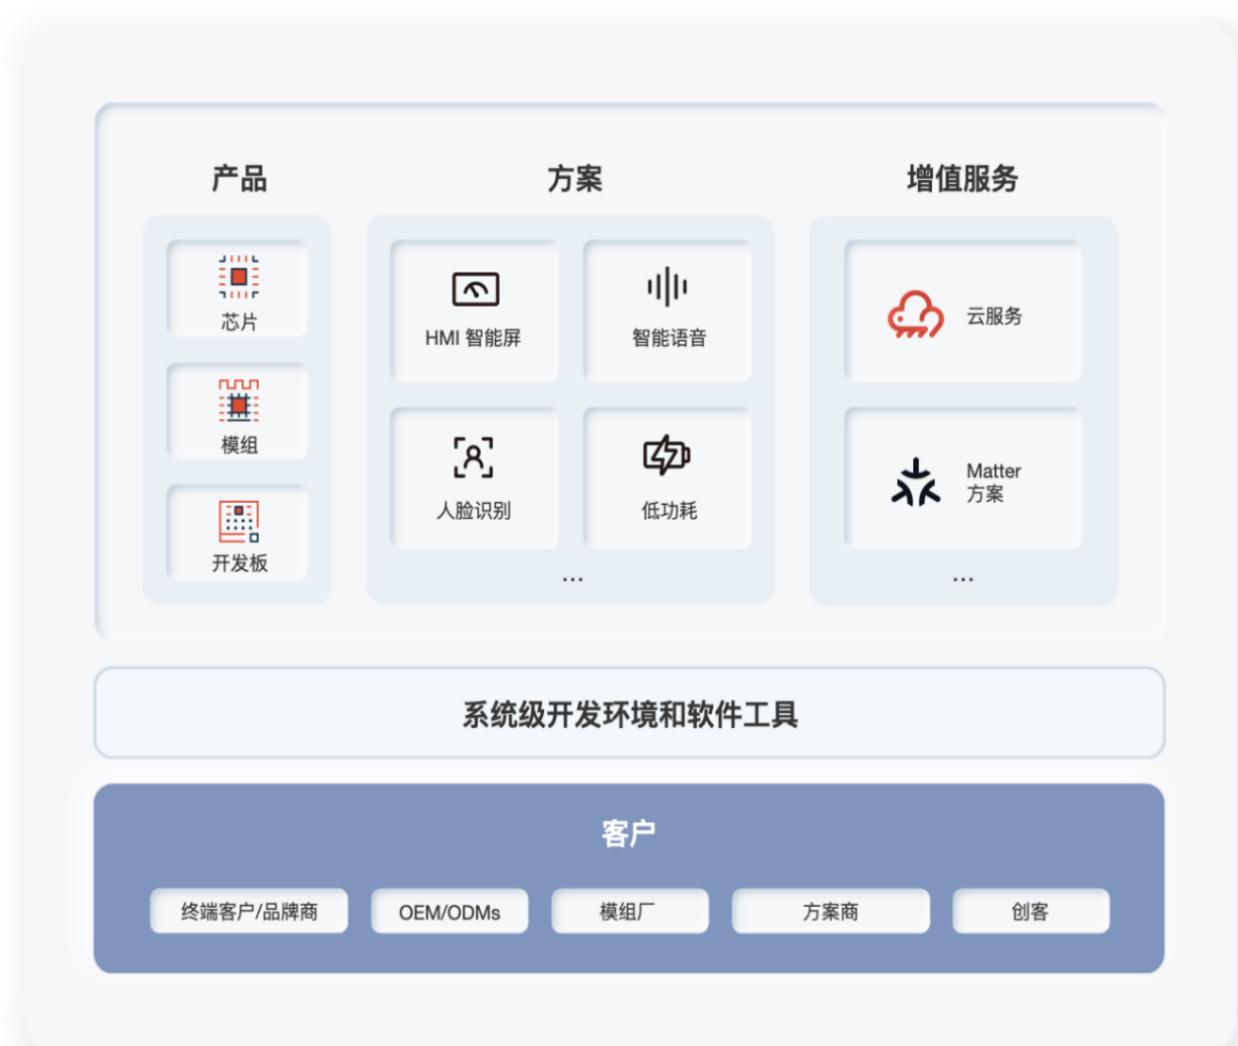 产品
芯片
模组
开发板
方案
HMI 智能屏
智能语音
人脸识别
低功耗
...
增值服务
云服务
Matter
方案
...
系统级开发环境和软件工具
客户
终端客户/品牌商
OEM/ODMs
模组厂
方案商
创客